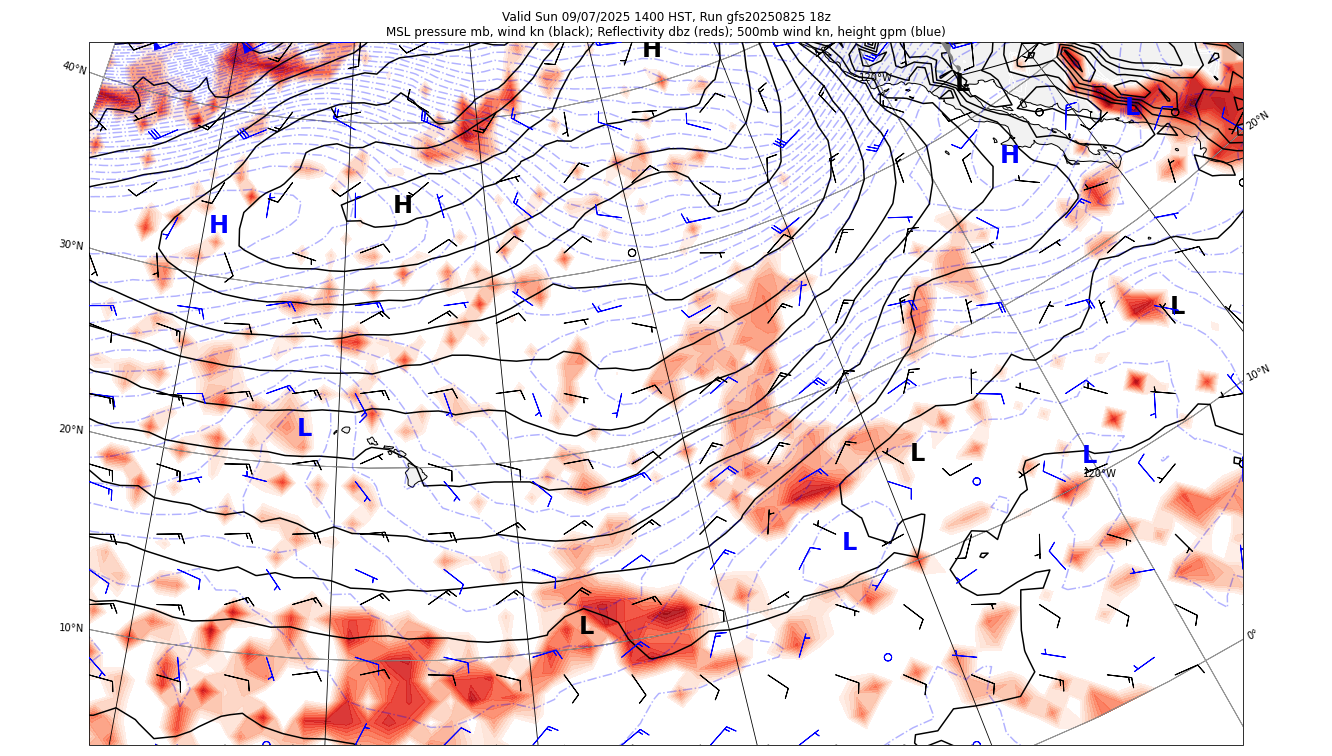 Valid Sun 09/07/2025 1400 HST, Run gfs20250825 18z
MSL pressure mb, wind kn (black); Reflectivity dbz (reds); 500mb wind kn, height gpm (blue)
H
40°N
120°W
L
L
20°N
H
H
H
30°N
L
10°N
L
20°N
L
L
120°W
L
10°N
L
0°